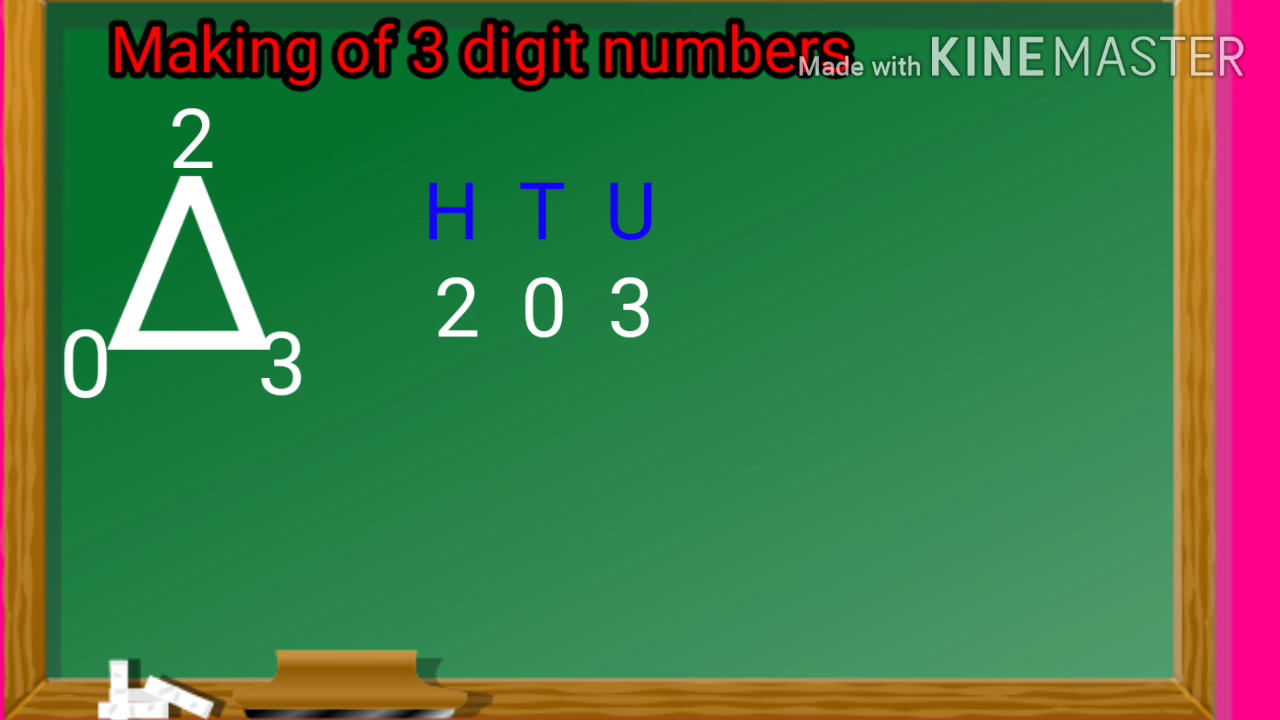 Making of 3 digit numbers
Made with KINEMASTER
2
H T U
2 0 3
0 3